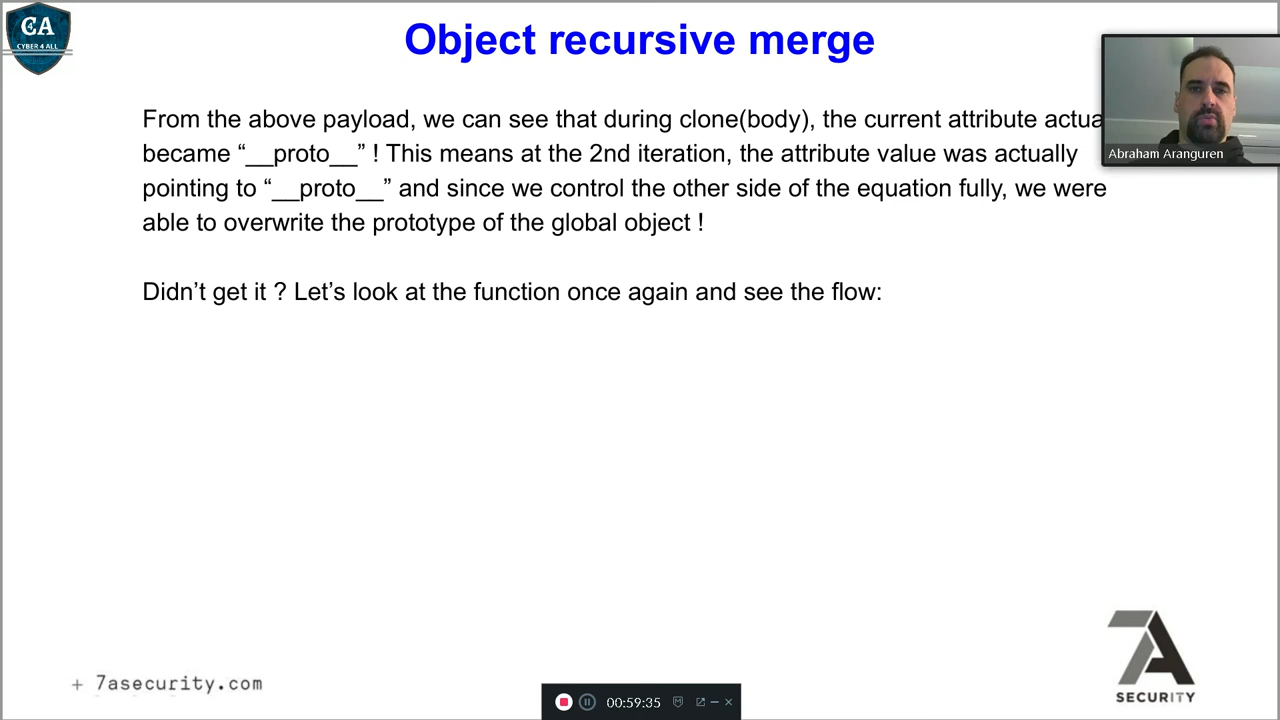 CA
CYBER 4 ALL
Object recursive merge
From the above payload, we can see that during clone(body), the current attribute
became “__proto__” ! This means at the 2nd iteration, the attribute value was actually
pointing to “__proto__” and since we control the other side of the equation fully, we were
able to overwrite the prototype of the global object !
Didn’t get it ? Let’s look at the function once again and see the flow:
Abraham Aranguren
+ 7asecurity.com
00:59:35
7A
SECURITY